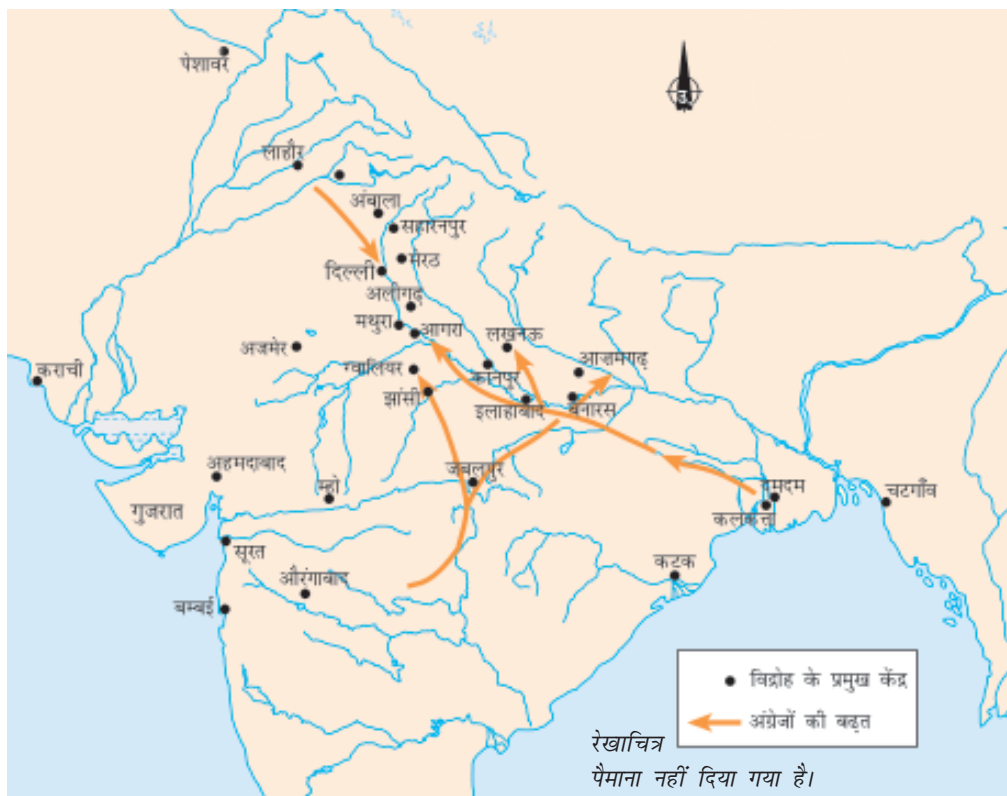 पेशावर
उ.
लाहौर
अंबाला
सहारनपुर
मेरठ
दिल्ली
अलीगढ़
मथुरा
आगरा
लखनऊ
अजमेर
ग्वालियर
कानपुर
आज़मगढ़
कराची
झांसी
इलाहाबाद
बनारस
जबलपुर
अहमदाबाद
म्हो
दमदम
चटगाँव
गुजरात
कलकत्ता
सूरत
औरंगाबाद
कटक
बम्बई
विद्रोह के प्रमुख केंद्र
अंग्रेजों की बढ़त
रेखाचित्र
पैमाना नहीं दिया गया है।